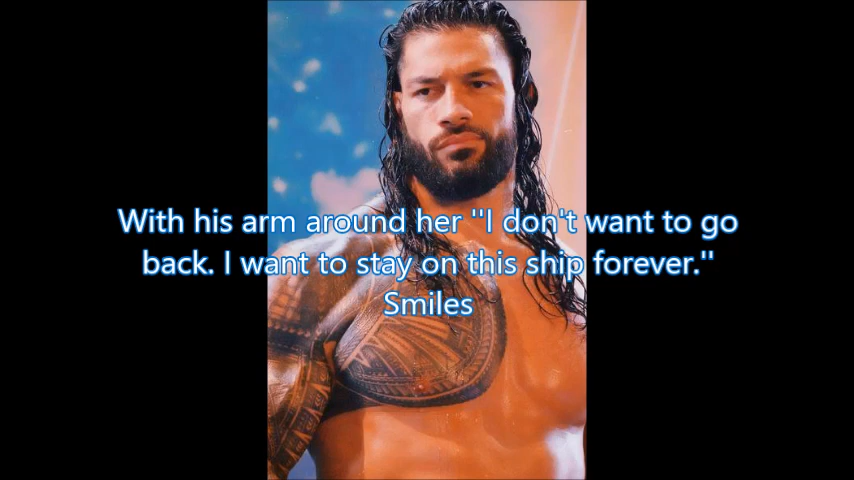 With his arm around her "I don't want to go
back. I want to stay on this ship forever."
Smiles